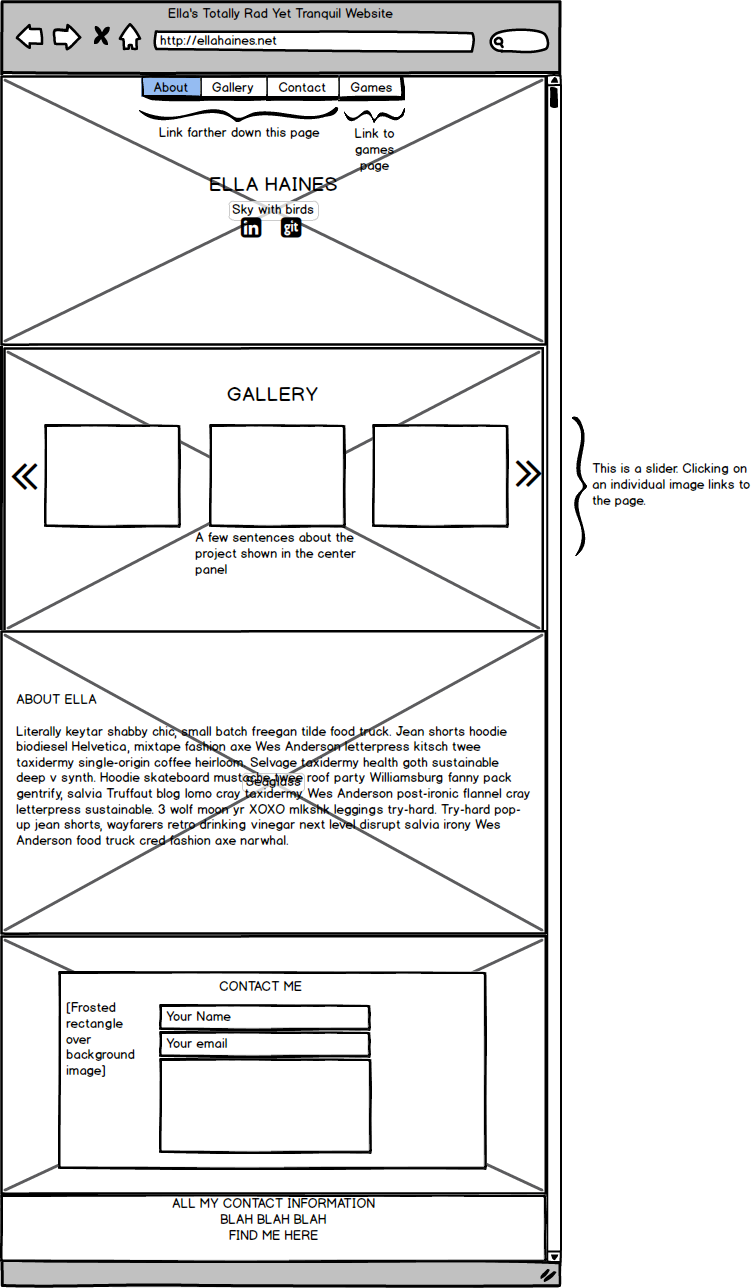 Ella's Totally Rad Yet Tranquil Website
http://ellahaines.net
About Gallery Contact Games
Link farther down this page
Link to
games
page
ELLA HAINES
Sky with birds
in git
GALLERY
This is a slider. Clicking on
an individual image links to
the page.
A few sentences about the
project shown in the center
panel
ABOUT ELLA
Literally keytar shabby chic, small batch freegan tilde food truck. Jean shorts hoodie
biodiesel Helvetica, mixtape fashion axe Wes Anderson letterpress kitsch twee
taxidermy single-origin coffee heirloom. Selvage taxidermy health goth sustainable
deep v synth. Hoodie skateboard mustache twee roof party Williamsburg fanny pack
Seaglass
gentrify, salvia Truffaut blog lomo cray taxidermy. Wes Anderson post-ironic flannel cray
letterpress sustainable. 3 wolf moon yr XOXO mlkshk leggings try-hard. Try-hard pop-
up jean shorts, wayfarers retro drinking vinegar next level disrupt salvia irony Wes
Anderson food truck cred fashion axe narwhal.
CONTACT ME
[Frosted
rectangle
over
background
image]
Your Name
Your email
ALL MY CONTACT INFORMATION
BLAH BLAH BLAH
FIND ME HERE